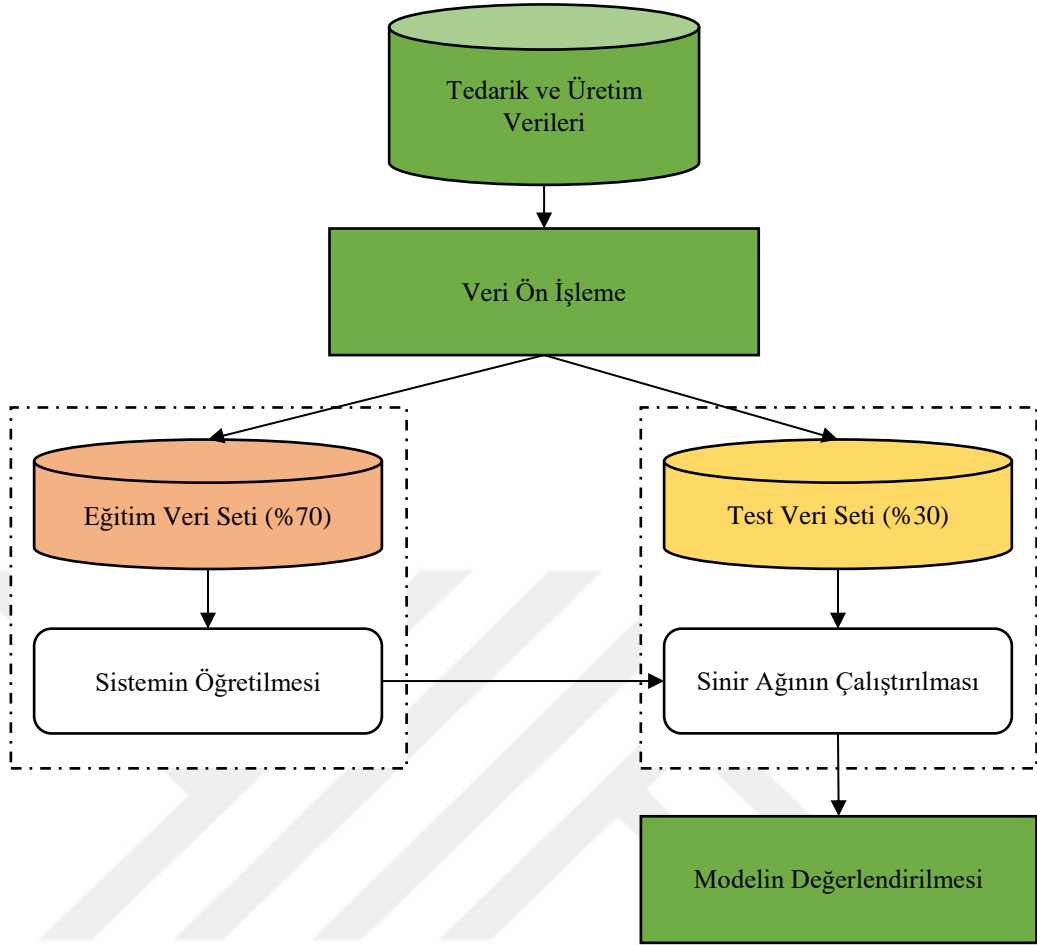 Tedarik ve Üretim
Verileri
Veri Ön İşleme
Eğitim Veri Seti (%70)
Test Veri Seti (%30)
Sistemin Öğretilmesi
Sinir Ağının Çalıştırılması
Modelin Değerlendirilmesi